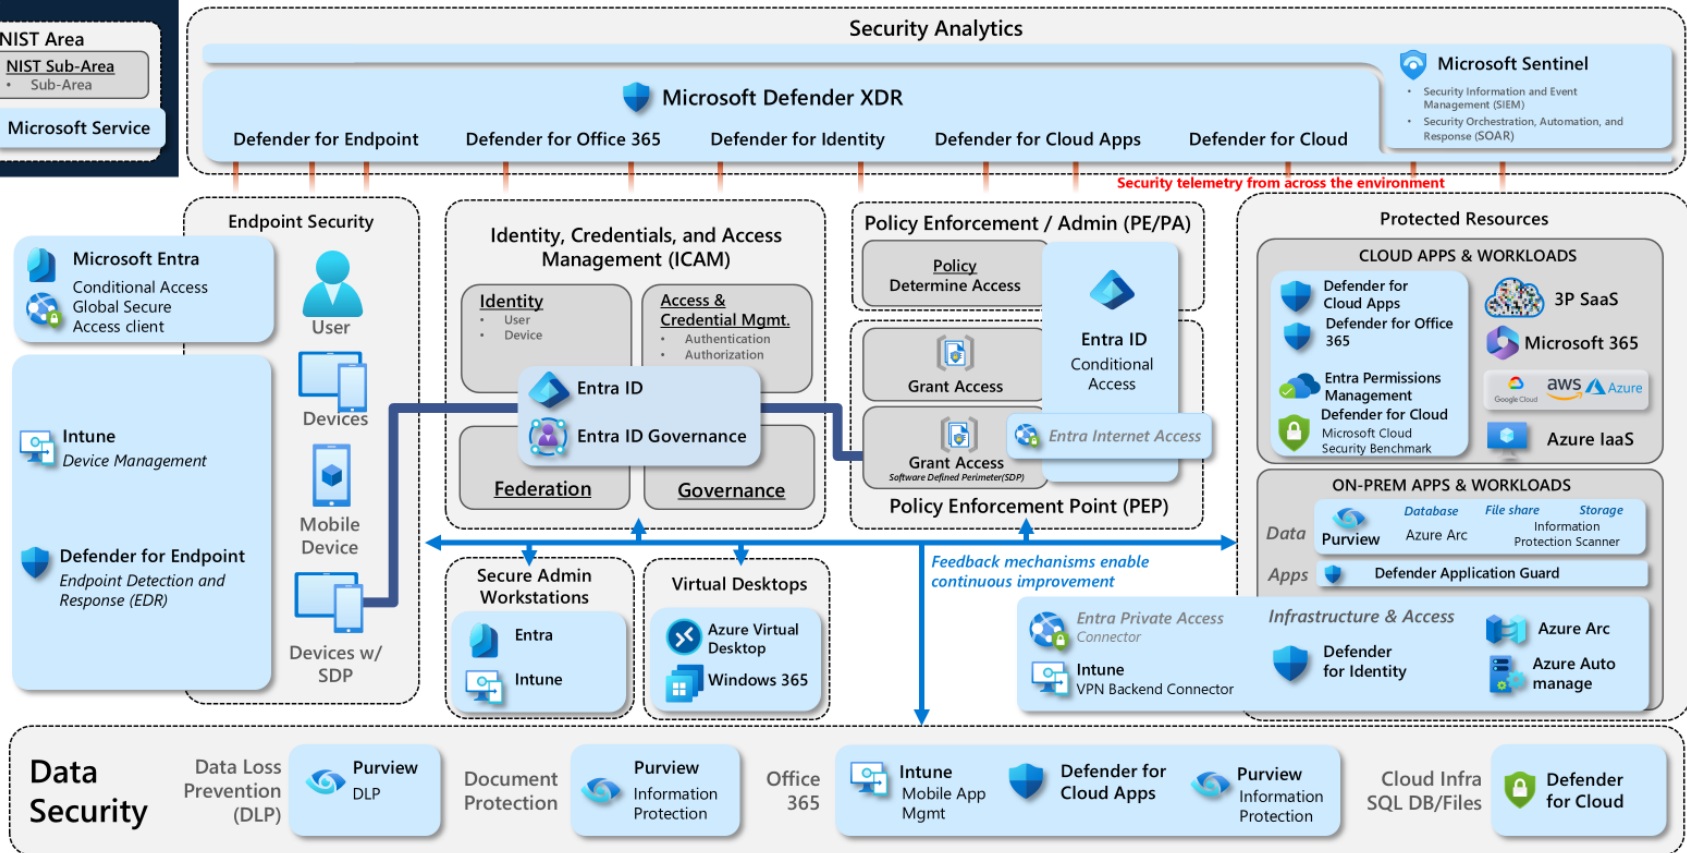 NIST Area
NIST Sub-Area
• Sub-Area
Microsoft Service
Security Analytics
Microsoft Defender XDR
Defender for Endpoint
Defender for Office 365
Defender for Identity
Defender for Cloud Apps
Defender for Cloud
Microsoft Sentinel
• Security Information and Event
Management (SIEM)
• Security Orchestration, Automation, and
Response (SOAR)
Security telemetry from across the environment
Endpoint Security
Microsoft Entra
Conditional Access
Global Secure
Access client
Intune
Device Management
Defender for Endpoint
Endpoint Detection and
Response (EDR)
User
Devices
Mobile
Device
Devices w/
SDP
Identity, Credentials, and Access
Management (ICAM)
Identity
• User
• Device
Access &
Credential Mgmt.
• Authentication
• Authorization
Entra ID
Entra ID Governance
Federation
Governance
Policy Enforcement / Admin (PE/PA)
Policy
Determine Access
Grant Access
Grant Access
Software Defined Perimeter(SDP)
Entra ID
Conditional
Access
Entra Internet Access
Policy Enforcement Point (PEP)
Feedback mechanisms enable
continuous improvement
Secure Admin
Workstations
Entra
Intune
Virtual Desktops
Azure Virtual
Desktop
Windows 365
Protected Resources
CLOUD APPS & WORKLOADS
Defender for
Cloud Apps
Defender for Office
365
Entra Permissions
Management
Defender for Cloud
Microsoft Cloud
Security Benchmark
3P SaaS
Microsoft 365
Google Cloud
aws
Azure
Azure IaaS
ON-PREM APPS & WORKLOADS
Data
Purview
Database
Azure Arc
File share
Storage
Information
Protection Scanner
Apps
Defender Application Guard
Entra Private Access
Connector
Intune
VPN Backend Connector
Infrastructure & Access
Defender
for Identity
Azure Arc
Azure Auto
manage
Data
Security
Data Loss
Prevention
(DLP)
Purview
DLP
Document
Protection
Purview
Information
Protection
Office
365
Intune
Mobile App
Mgmt
Defender for
Cloud Apps
Purview
Information
Protection
Cloud Infra
SQL DB/Files
Defender
for Cloud